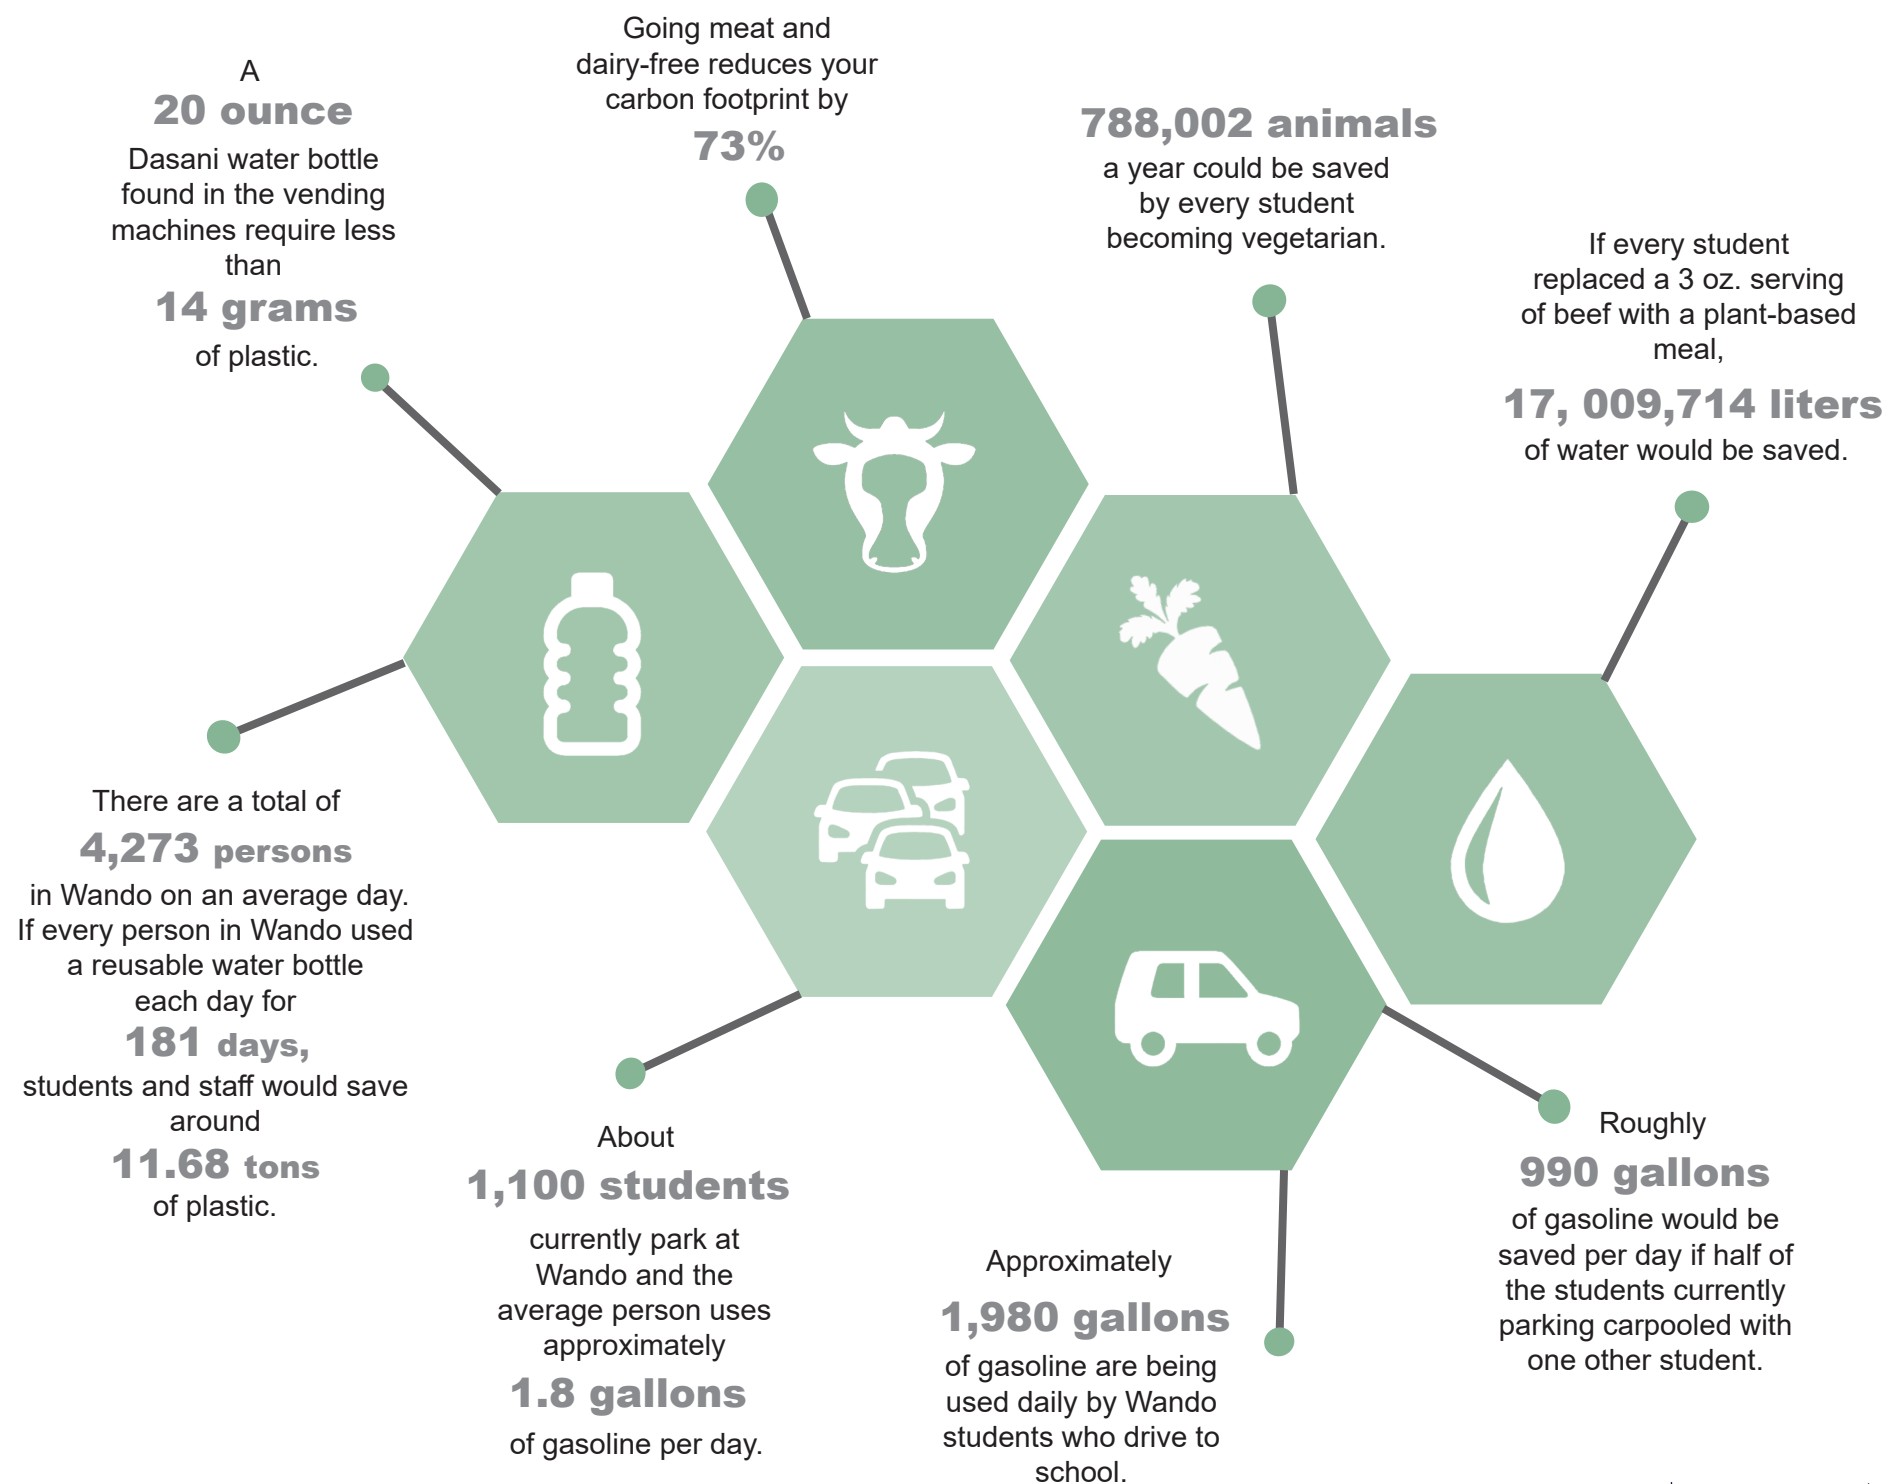 A
20 ounce
Dasani water bottle
found in the vending
machines require less
than
14 grams
of plastic.
Going meat and
dairy-free reduces your
carbon footprint by
73%
788,002 animals
a year could be saved
by every student
becoming vegetarian.
If every student
replaced a 3 oz. serving
of beef with a plant-based
meal,
17, 009,714 liters
of water would be saved.
There are a total of
4,273 persons
in Wando on an average day.
If every person in Wando used
a reusable water bottle
each day for
181 days,
students and staff would save
around
11.68 tons
of plastic.
About
1,100 students
currently park at
Wando and the
average person uses
approximately
1.8 gallons
of gasoline per day.
Approximately
1,980 gallons
of gasoline are being
used daily by Wando
students who drive to
school.
Roughly
990 gallons
of gasoline would be
saved per day if half of
the students currently
parking carpooled with
one other student.